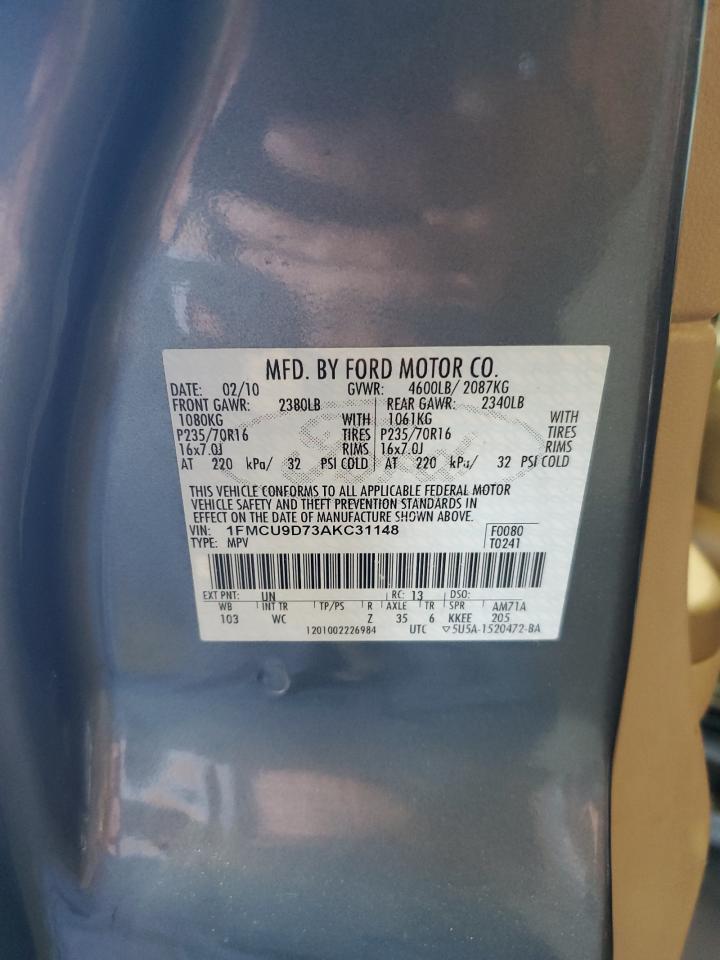 MFD. BY FORD MOTOR CO.
DATE: 02/10 GVWR: 4600LB/ 2087KG
FRONT GAWR: 2380LB REAR GAWR: 2340LB
1080KG WITH 1061KG WITH
P235/70R16 TIRES P235/70R16 TIRES
16x7.0J RIMS 16x7.0J RIMS
AT 220 kPa/ 32 PSI COLD AT 220 kPa/ 32 PSI COLD
THIS VEHICLE CONFORMS TO ALL APPLICABLE FEDERAL MOTOR
VEHICLE SAFETY AND THEFT PREVENTION STANDARDS IN
EFFECT ON THE DATE OF MANUFACTURE SHOWN ABOVE.
VIN: 1FMCU9D73AKC31148 F0080
TYPE: MPV T0241
EXT PNT: UN RC: 13 DSO:
WB INT TR TP/PS R AXLE TR SPR AM71A
103 WC Z 35 6 KKEE 205
1201002226984 UTC ▽5U5A-1520472-BA